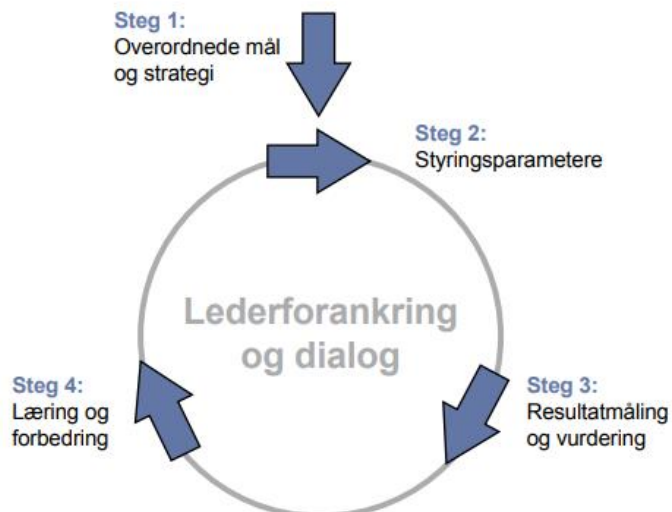 Steg 1:
Overordnede mål
og strategi
Steg 2:
Styringsparametere
Lederforankring
og dialog
Steg 3:
Resultatmåling
og vurdering
Steg 4:
Læring og
forbedring